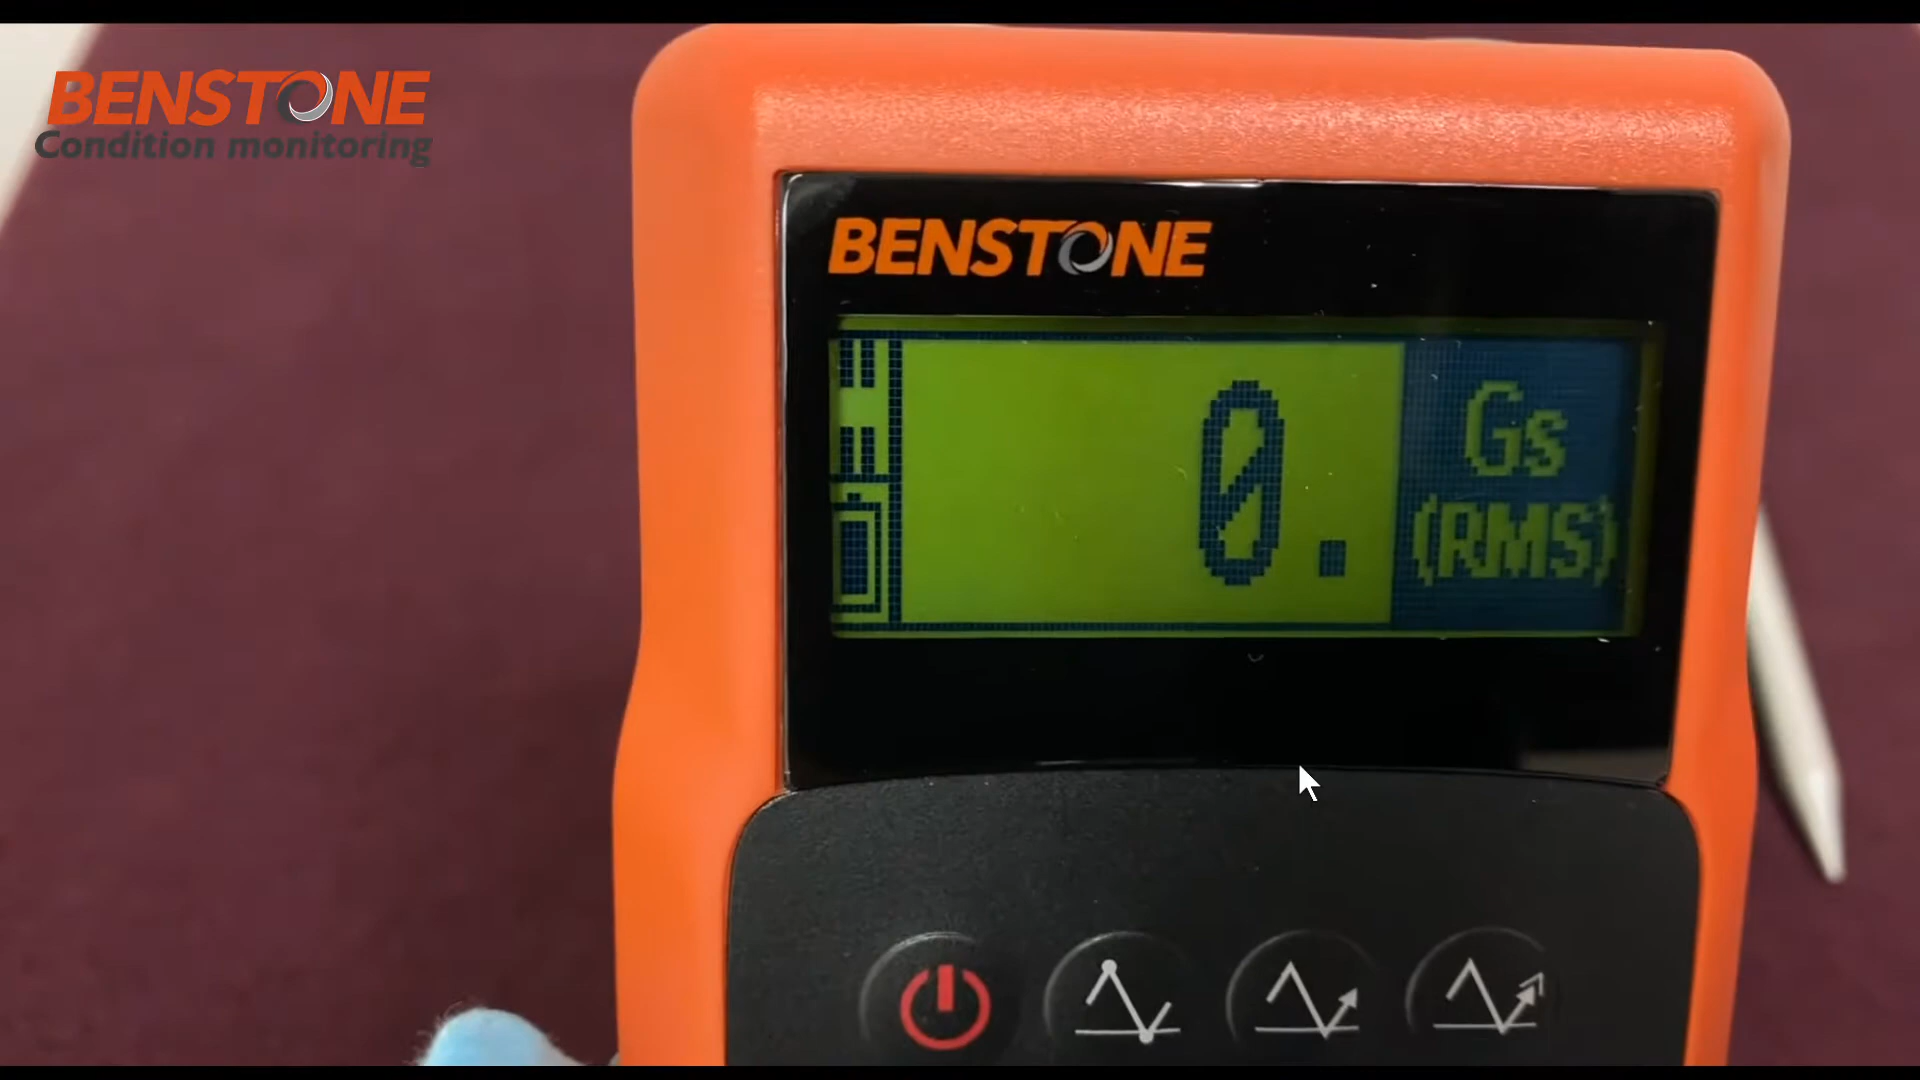 BENSTONE
Condition monitoring
BENSTONE
0.
Gs
(RMS)